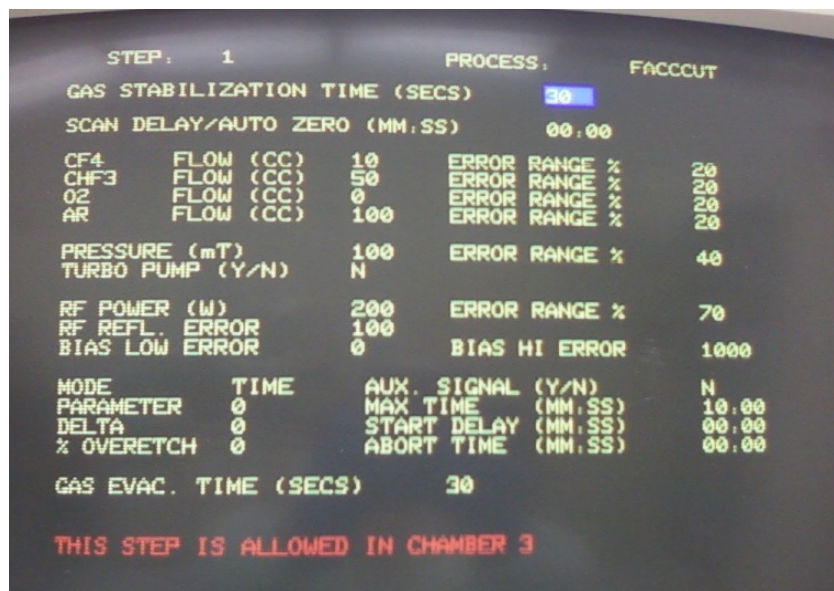 STEP: 1 PROCESS: FACCCUT
GAS STABILIZATION TIME (SECS) 30
SCAN DELAY/AUTO ZERO (MM:SS) 00:00
CF4 FLOW (CC) 10 ERROR RANGE % 20
CHF3 FLOW (CC) 50 ERROR RANGE % 20
O2 FLOW (CC) 0 ERROR RANGE % 20
AR FLOW (CC) 100 ERROR RANGE % 20
PRESSURE (mT) 100 ERROR RANGE % 40
TURBO PUMP (Y/N) N
RF POWER (W) 200 ERROR RANGE % 70
RF REFL. ERROR 100
BIAS LOW ERROR 0 BIAS HI ERROR 1000
MODE TIME AUX. SIGNAL (Y/N) N
PARAMETER 0 MAX TIME (MM:SS) 10:00
DELTA 0 START DELAY (MM:SS) 00:00
% OVERETCH 0 ABORT TIME (MM:SS) 00:00
GAS EVAC. TIME (SECS) 30
THIS STEP IS ALLOWED IN CHAMBER 3